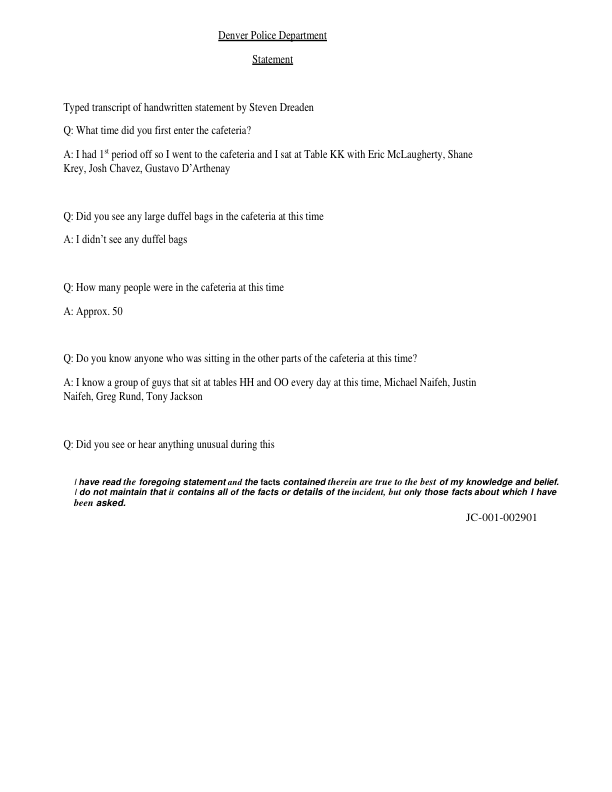 Denver Police Department
Statement
Typed transcript of handwritten statement by Steven Dreaden
Q: What time did you first enter the cafeteria?
A: I had 1st period off so I went to the cafeteria and I sat at Table KK with Eric McLaugherty, Shane
Krey, Josh Chavez, Gustavo D’Arthenay
Q: Did you see any large duffel bags in the cafeteria at this time
A: I didn’t see any duffel bags
Q: How many people were in the cafeteria at this time
A: Approx. 50
Q: Do you know anyone who was sitting in the other parts of the cafeteria at this time?
A: I know a group of guys that sit at tables HH and OO every day at this time, Michael Naifeh, Justin
Naifeh, Greg Rund, Tony Jackson
Q: Did you see or hear anything unusual during this
I have read the foregoing statement and the facts contained therein are true to the best of my knowledge and belief.
I do not maintain that it contains all of the facts or details of the incident, but only those facts about which I have
been asked.
JC-001-002901